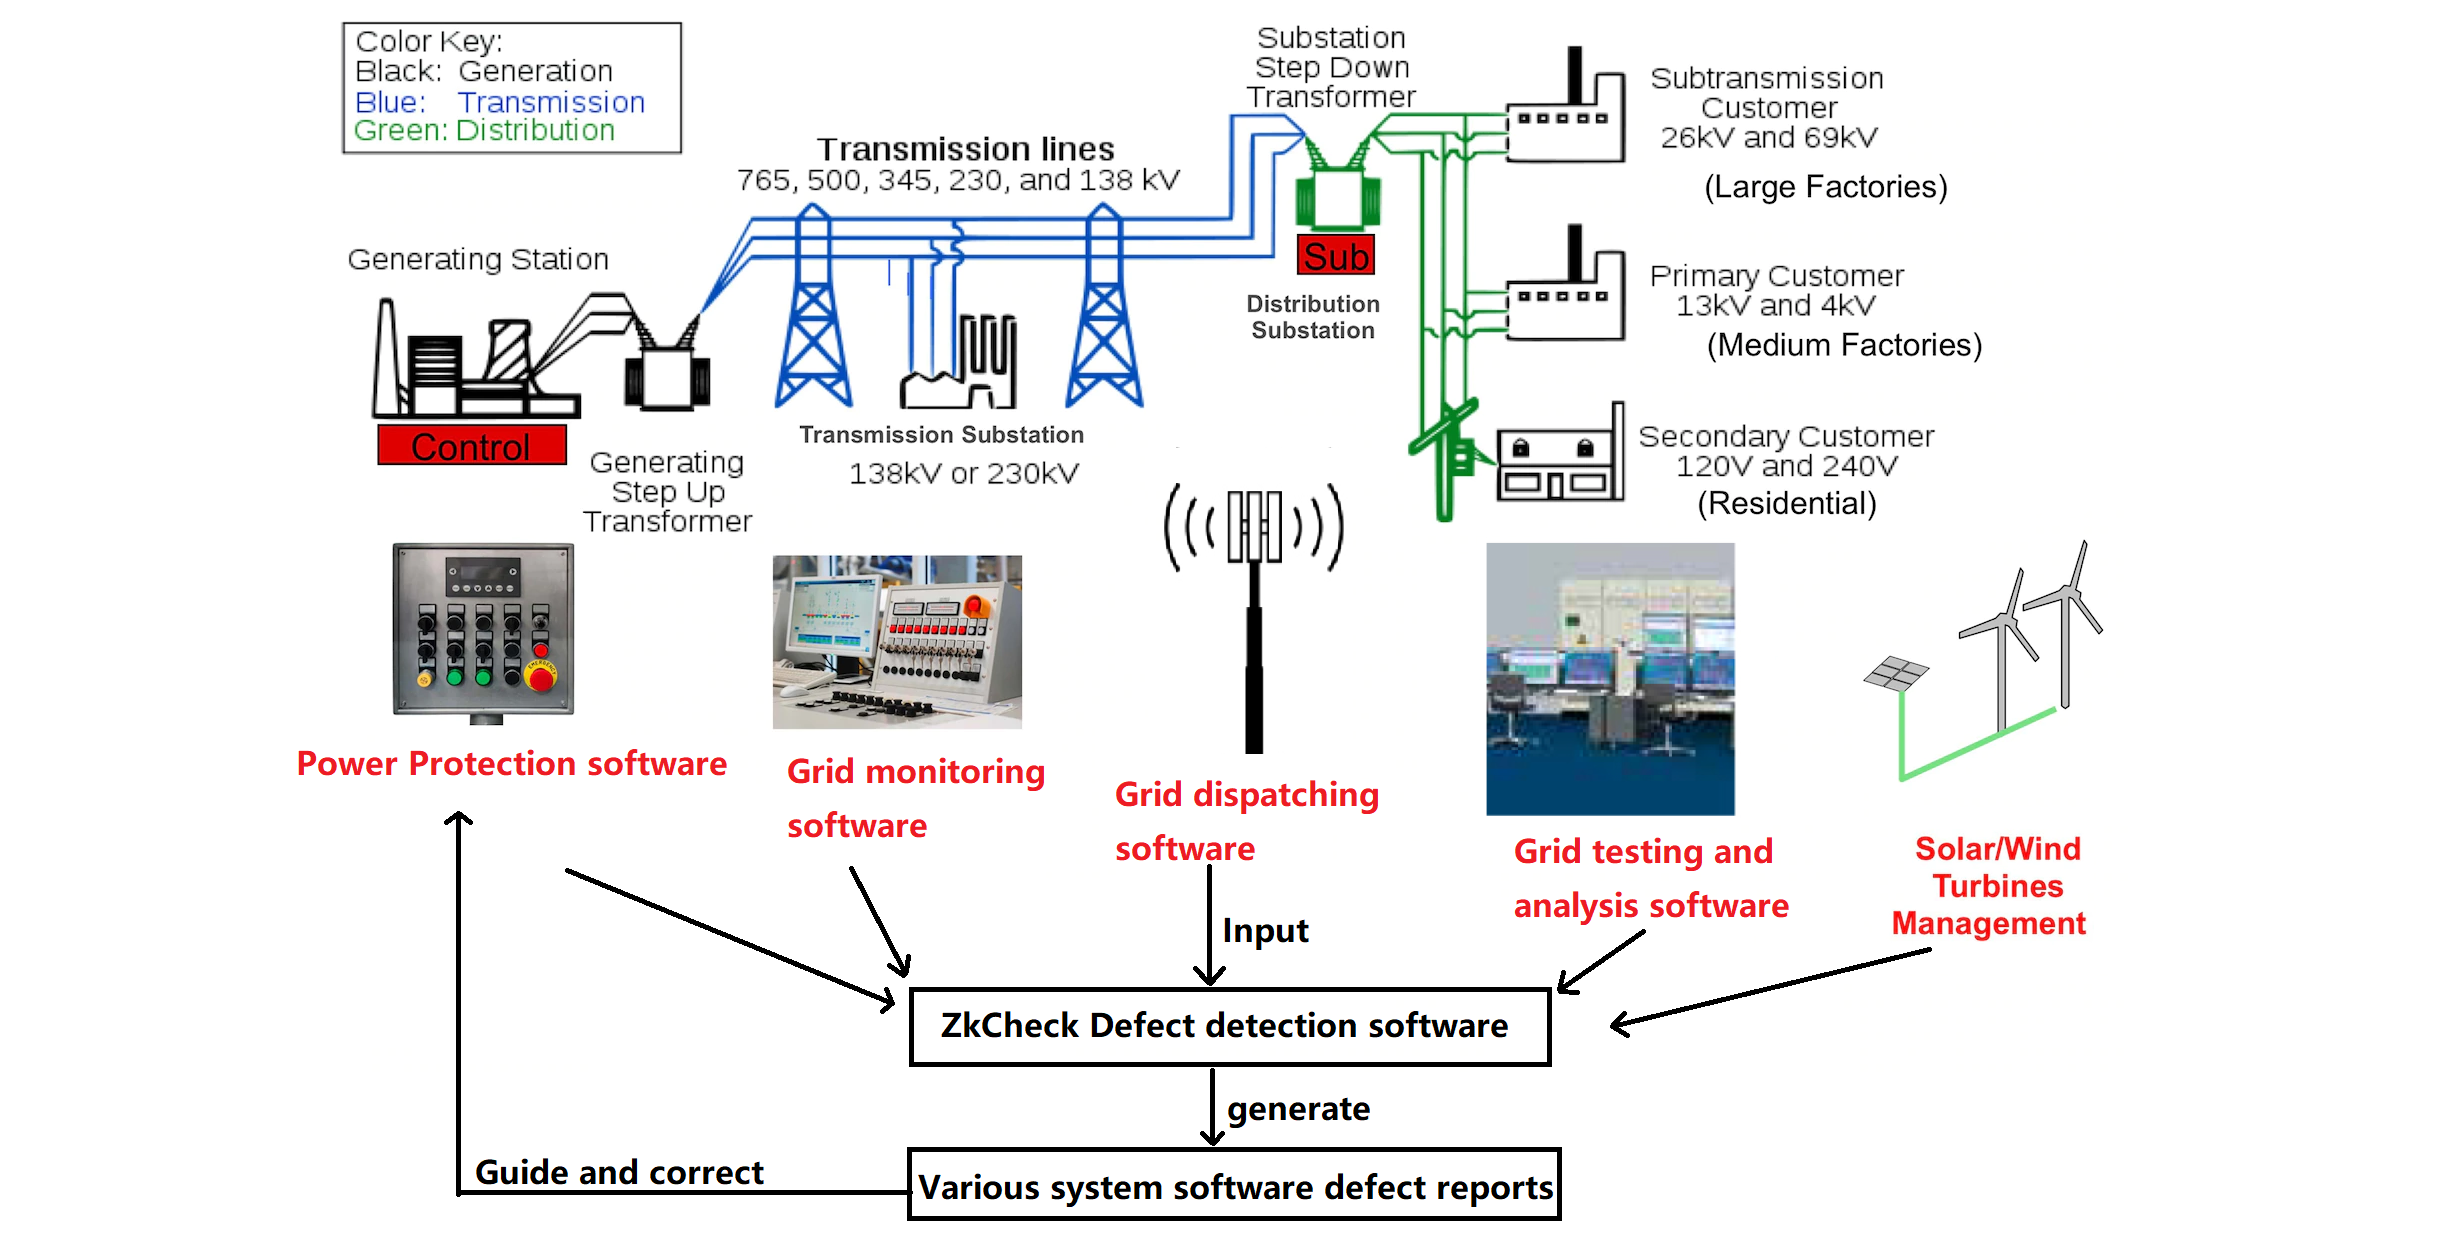 Color Key:
Black: Generation
Blue: Transmission
Green: Distribution
Substation
Step Down
Transformer
Subtransmission
Customer
26kV and 69kV
(Large Factories)
Transmission lines
765, 500, 345, 230, and 138 kV
Generating Station
Sub
Distribution
Substation
Primary Customer
13kV and 4kV
(Medium Factories)
Control
Generating
Step Up
Transformer
Transmission Substation
138kV or 230kV
Secondary Customer
120V and 240V
(Residential)
EMERGENCY
Power Protection software
Grid monitoring
software
Grid dispatching
software
Grid testing and
analysis software
Solar/Wind
Turbines
Management
Input
ZkCheck Defect detection software
generate
Guide and correct
Various system software defect reports